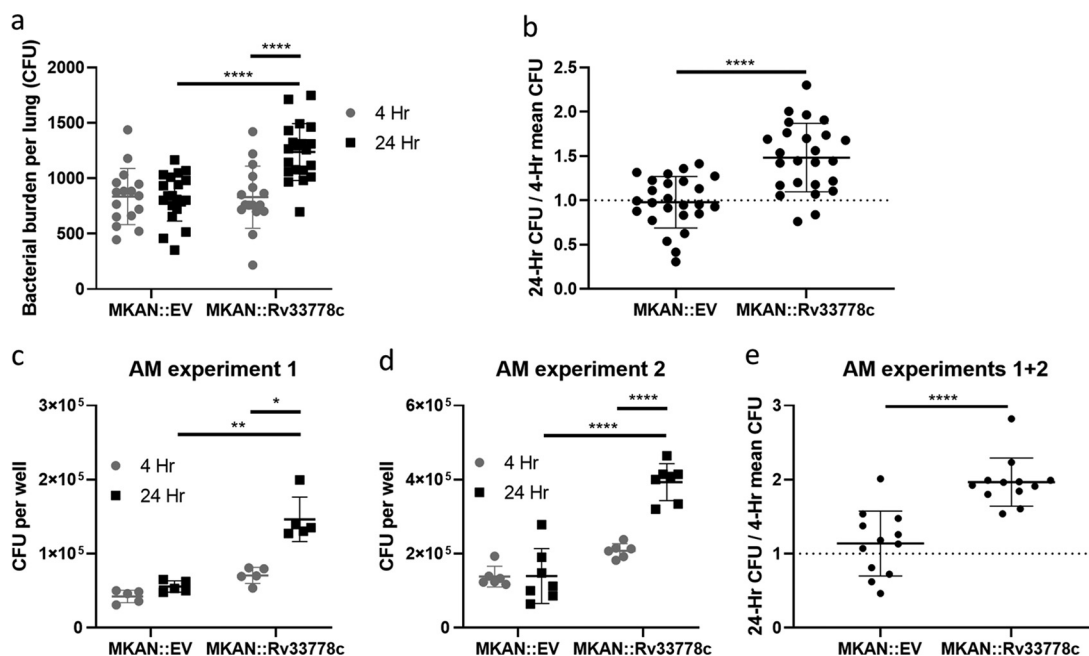 a
Bacterial burden per lung (CFU)
2000
1500
1000
500
0
****
****
4 Hr
24 Hr
MKAN::EV
MKAN::Rv33778c
b
24-Hr CFU / 4-Hr mean CFU
2.5
2.0
1.5
1.0
0.5
0.0
****
MKAN::EV
MKAN::Rv33778c
c
AM experiment 1
CFU per well
3×10⁵
2×10⁵
1×10⁵
0
*
**
4 Hr
24 Hr
MKAN::EV
MKAN::Rv33778c
d
AM experiment 2
CFU per well
6×10⁵
4×10⁵
2×10⁵
0
****
****
4 Hr
24 Hr
MKAN::EV
MKAN::Rv33778c
e
AM experiments 1+2
24-Hr CFU / 4-Hr mean CFU
3
2
1
0
****
MKAN::EV
MKAN::Rv33778c